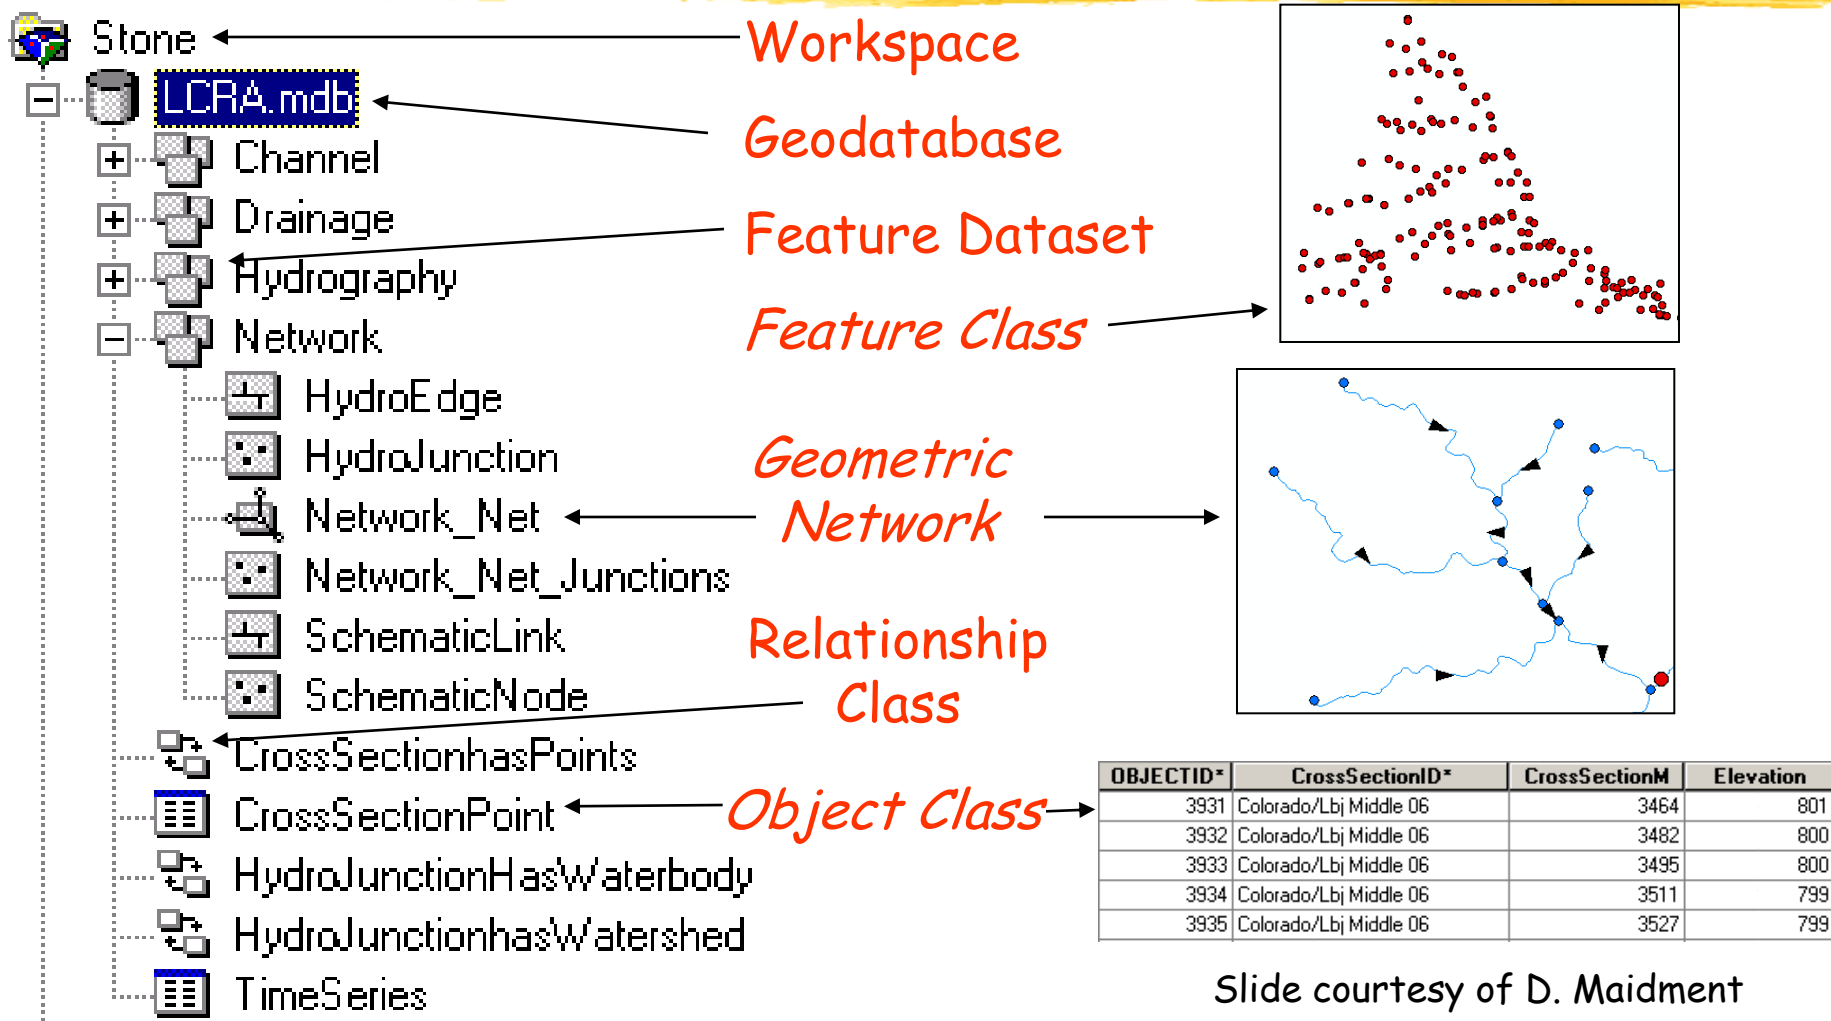 Stone
LCRA.mdb
Channel
Drainage
Hydrography
Network
HydroEdge
HydroJunction
Network_Net
Network_Net_Junctions
SchematicLink
SchematicNode
CrossSectionhasPoints
CrossSectionPoint
HydroJunctionHasWaterbody
HydroJunctionhasWatershed
TimeSeries
Workspace
Geodatabase
Feature Dataset
Feature Class
Geometric
Network
Relationship
Class
Object Class
OBJECTID* CrossSectionID* CrossSectionM Elevation
3931 Colorado/Lbj Middle 06 3464 801
3932 Colorado/Lbj Middle 06 3482 800
3933 Colorado/Lbj Middle 06 3495 800
3934 Colorado/Lbj Middle 06 3511 799
3935 Colorado/Lbj Middle 06 3527 799
Slide courtesy of D. Maidment